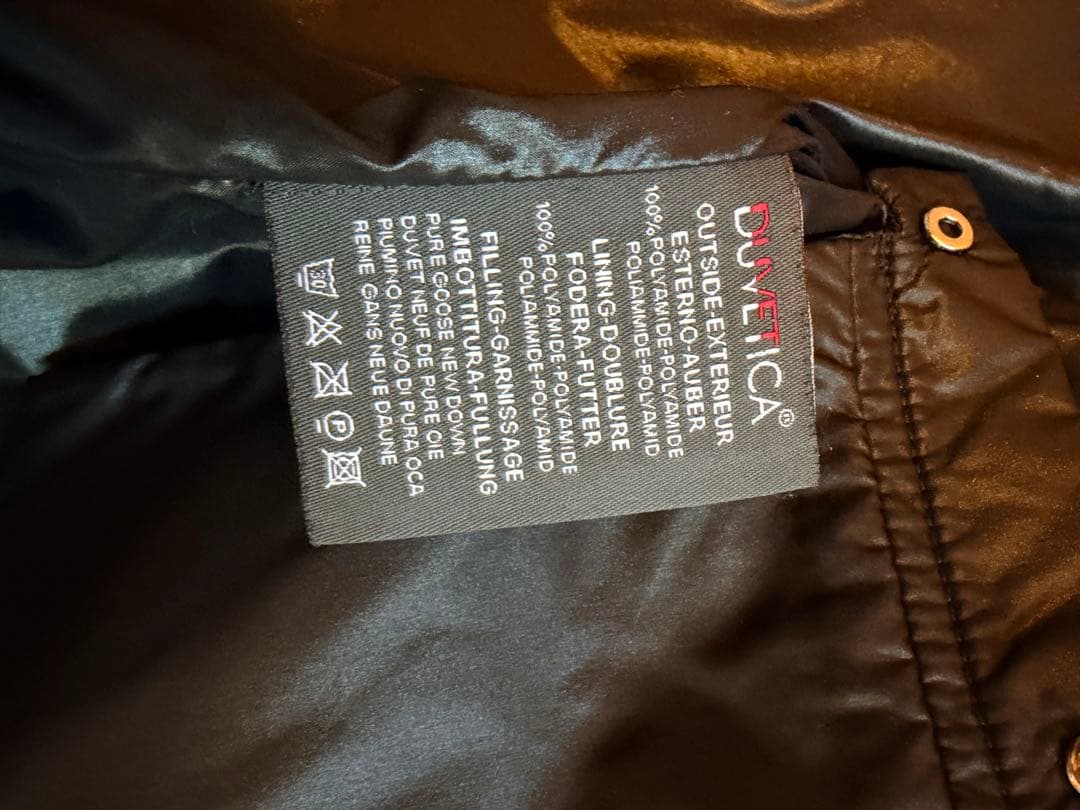 DUVETICA®
OUTSIDE-EXTERIEUR
ESTERNO-AUBER
100% POLYAMIDE-POLYAMIDE
POLIAMMIDE-POLYAMID
LINING-DOUBLURE
FODERA-FUTTER
100% POLYAMIDE-POLYAMIDE
POLIAMMIDE-POLYAMID
FILLING-GARNISSAGE
IMBOTTITURA-FULLUNG
PURE GOOSE NEW DOWN
DUVET NEUF DE PURE OIE
PIUMINO NUOVO DI PURA OCA
REINE GANS NEUE DAUNE
30
P